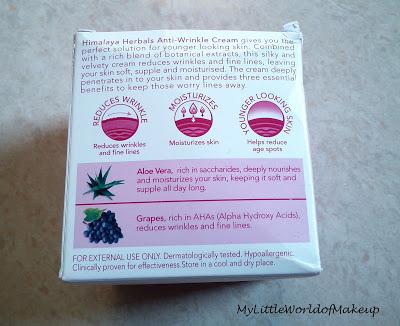 Himalaya Herbals Anti-Wrinkle Cream gives you the
perfect solution for younger looking skin. Combined
with a rich blend of botanical extracts, this silky and
velvety cream reduces wrinkles and fine lines, leaving
your skin soft, supple and moisturised. The cream deeply
penetrates in to your skin and provides three essential
benefits to keep those worry lines away.
REDUCES WRINKLE
MOISTURIZES
YOUNGER LOOKING SKIN
Reduces wrinkles
and fine lines
Moisturizes skin
Helps reduce
age spots
Aloe Vera, rich in saccharides, deeply nourishes
and moisturizes your skin; keeping it soft and
supple all day long.
Grapes, rich in AHAs (Alpha Hydroxy Acids),
reduces wrinkles and fine lines.
FOR EXTERNAL USE ONLY. Dermatologically tested. Hypoallergenic.
Clinically proven for effectiveness.Store in a cool and dry place.
MyLittleWorldofMakeup